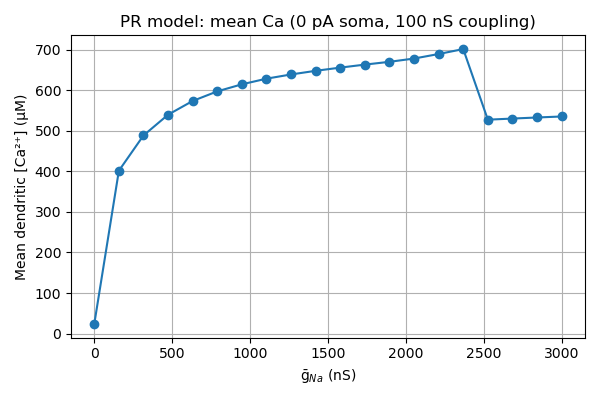 PR model: mean Ca (0 pA soma, 100 nS coupling)
Mean dendritic [Ca²⁺] (μM)
700
600
500
400
300
200
100
0
0 500 1000 1500 2000 2500 3000
ḡNa (nS)